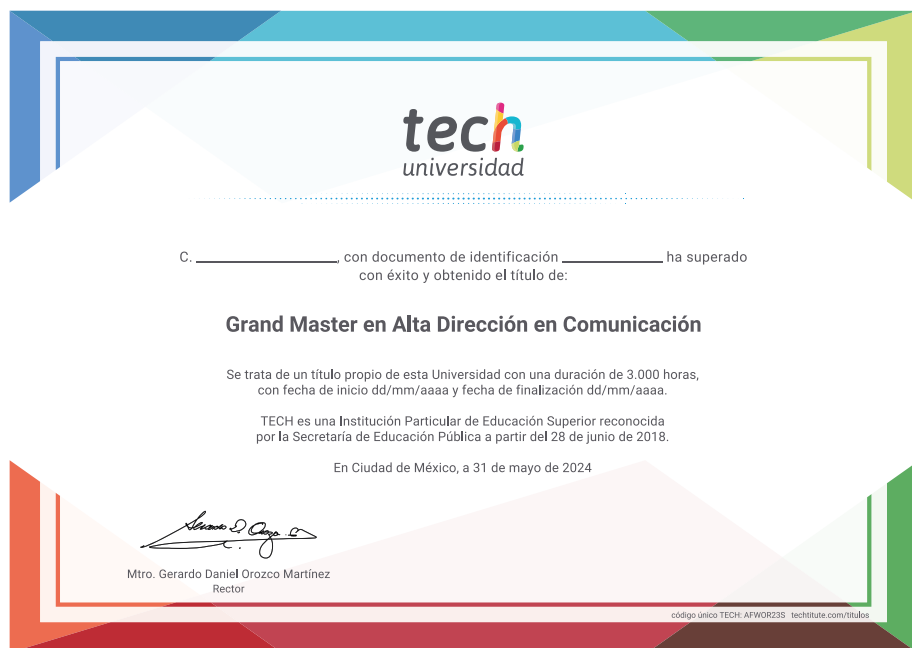 tech
universidad
C. ____________________, con documento de identificación ______________ ha superado
con éxito y obtenido el título de:
Grand Master en Alta Dirección en Comunicación
Se trata de un título propio de esta Universidad con una duración de 3.000 horas,
con fecha de inicio dd/mm/aaaa y fecha de finalización dd/mm/aaaa.
TECH es una Institución Particular de Educación Superior reconocida
por la Secretaría de Educación Pública a partir del 28 de junio de 2018.
En Ciudad de México, a 31 de mayo de 2024
Mtro. Gerardo Daniel Orozco Martínez
Rector
código único TECH: AFWOR23S techtitute.com/titulos